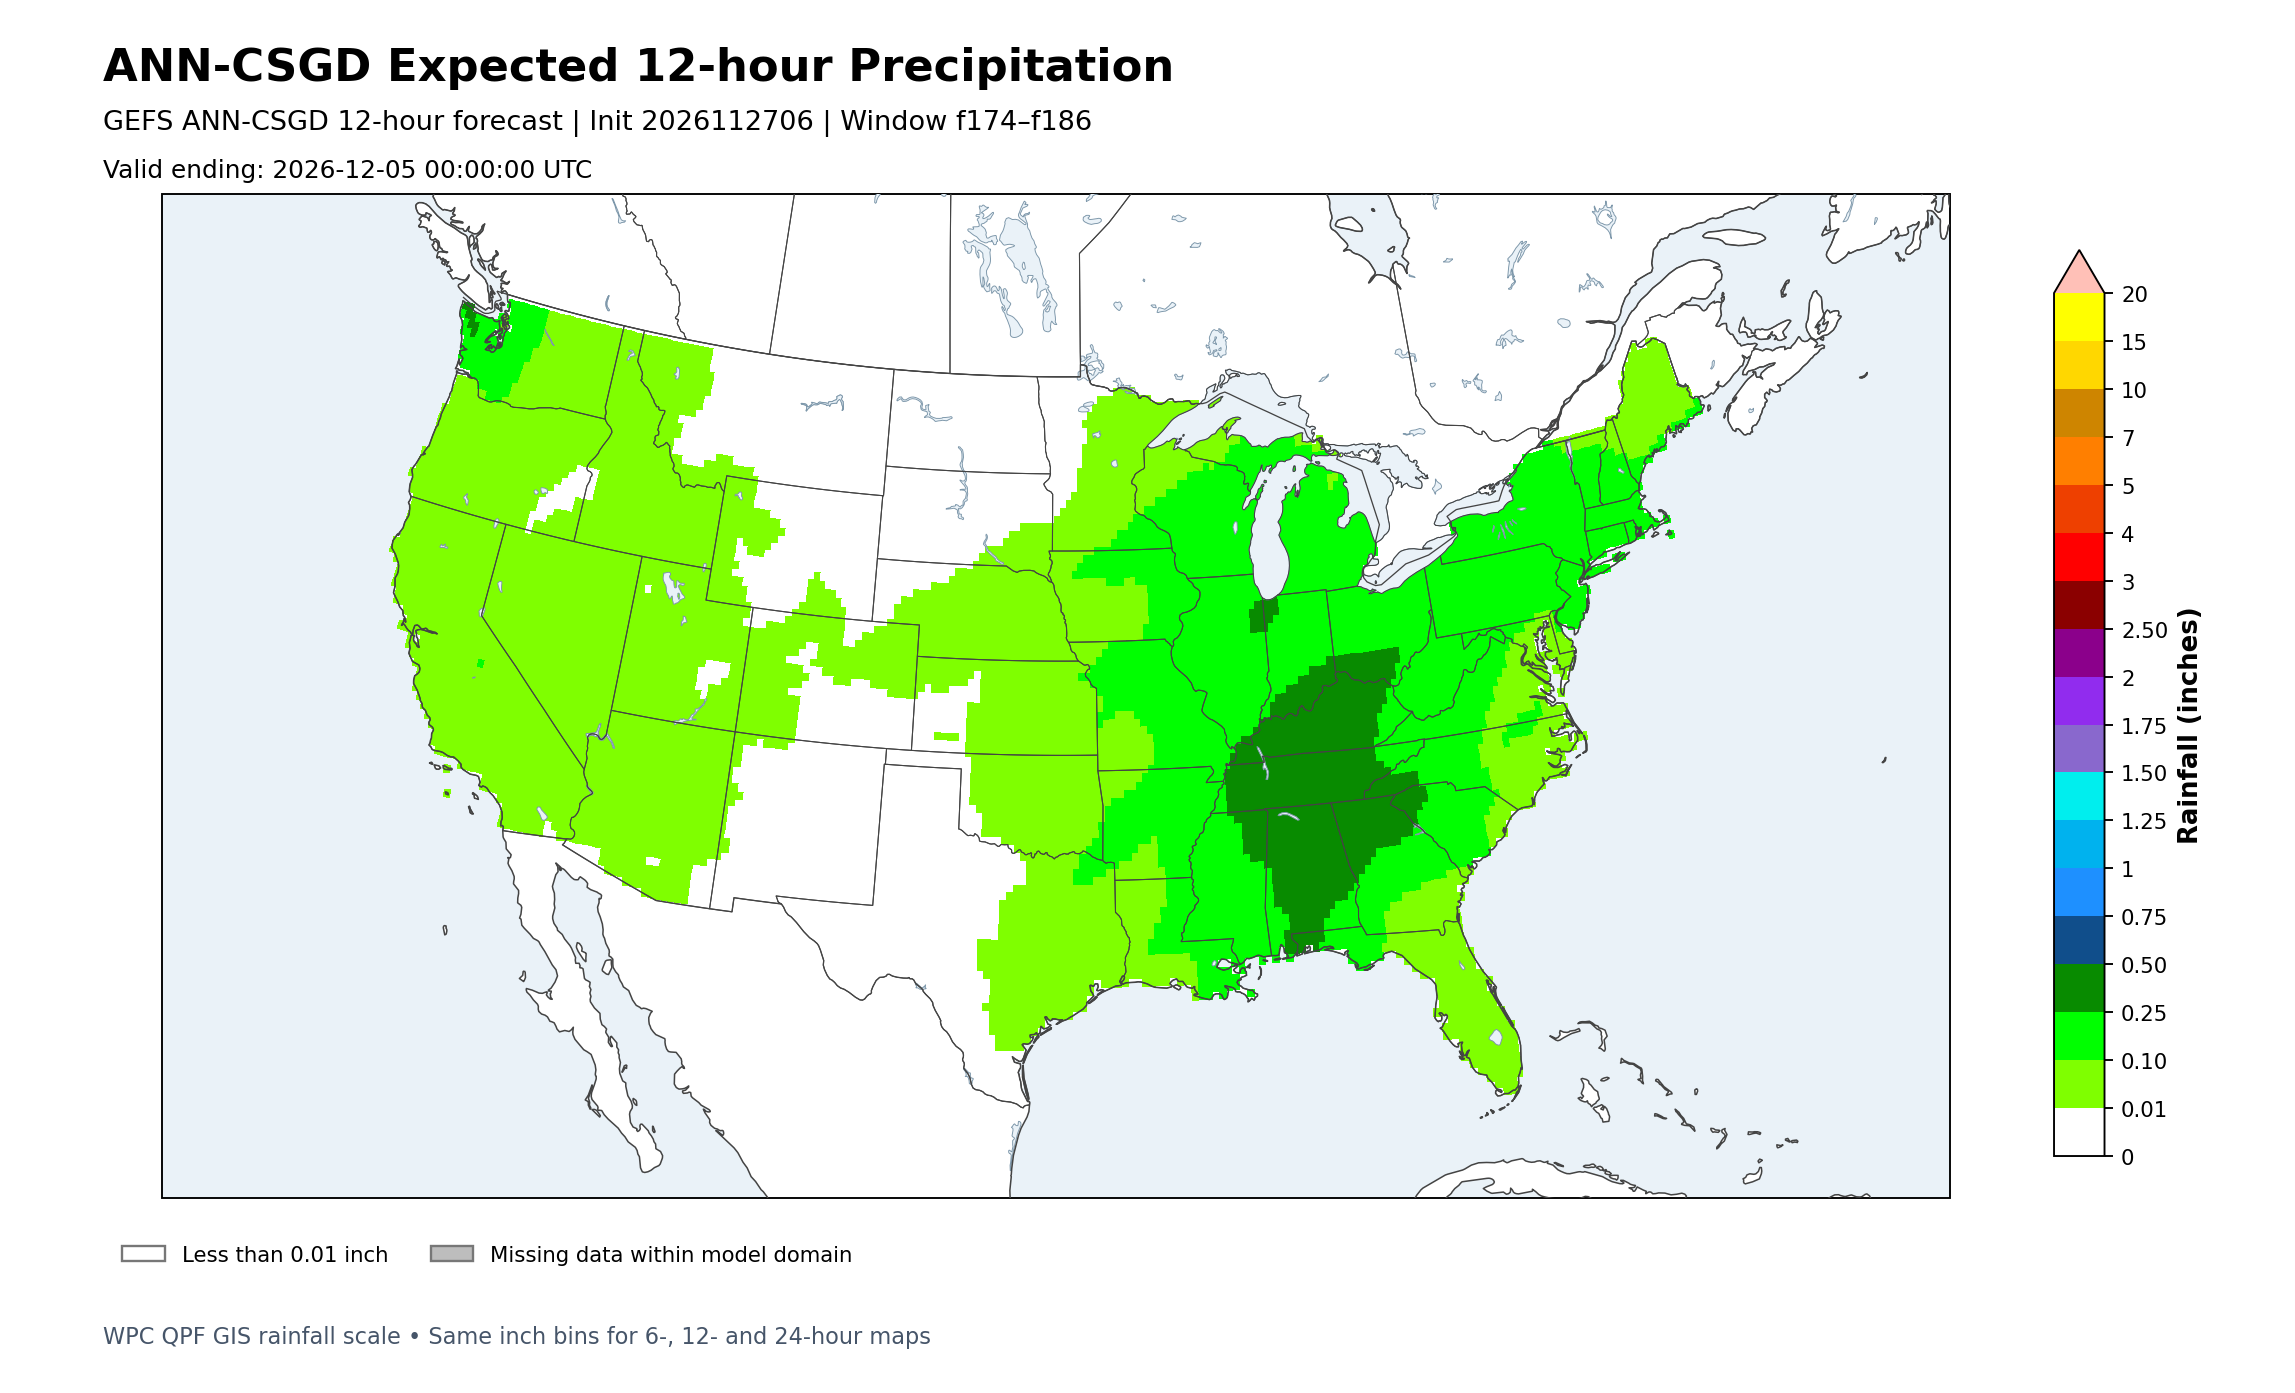 ANN-CSGD Expected 12-hour Precipitation
GEFS ANN-CSGD 12-hour forecast | Init 2026112706 | Window f174–f186
Valid ending: 2026-12-05 00:00:00 UTC
20
15
10
7
5
4
3
2.50
2
1.75
1.50
1.25
1
0.75
0.50
0.25
0.10
0.01
0
Rainfall (inches)
Less than 0.01 inch
Missing data within model domain
WPC QPF GIS rainfall scale • Same inch bins for 6-, 12- and 24-hour maps